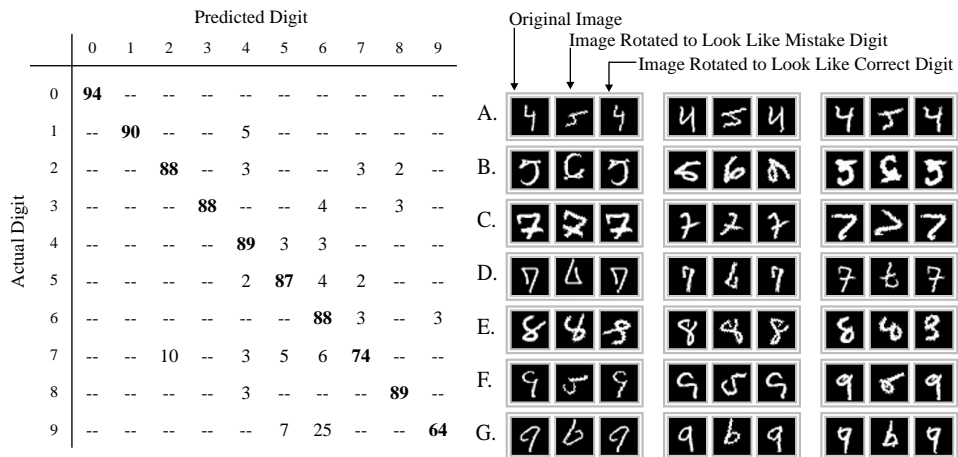 Predicted Digit
0 1 2 3 4 5 6 7 8 9
Actual Digit
0 94 -- -- -- -- -- -- -- -- --
1 -- 90 -- -- 5 -- -- -- -- --
2 -- -- 88 -- 3 -- -- 3 2 --
3 -- -- -- 88 -- -- 4 -- 3 --
4 -- -- -- -- 89 3 3 -- -- --
5 -- -- -- -- 2 87 4 2 -- --
6 -- -- -- -- -- -- 88 3 -- 3
7 -- -- 10 -- 3 5 6 74 -- --
8 -- -- -- -- 3 -- -- -- 89 --
9 -- -- -- -- -- 7 25 -- -- 64
Original Image
Image Rotated to Look Like Mistake Digit
Image Rotated to Look Like Correct Digit
A.
B.
C.
D.
E.
F.
G.